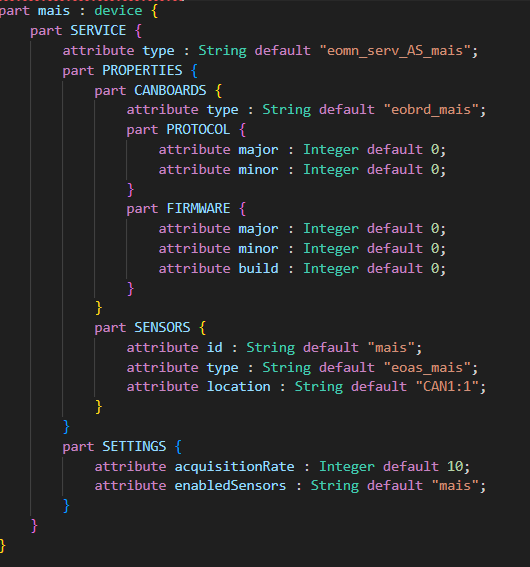 part mais : device {
part SERVICE {
attribute type : String default "eomn_serv_AS_mais";
part PROPERTIES {
part CANBOARDS {
attribute type : String default "eobrd_mais";
part PROTOCOL {
attribute major : Integer default 0;
attribute minor : Integer default 0;
}
part FIRMWARE {
attribute major : Integer default 0;
attribute minor : Integer default 0;
attribute build : Integer default 0;
}
}
part SENSORS {
attribute id : String default "mais";
attribute type : String default "eoas_mais";
attribute location : String default "CAN1:1";
}
}
part SETTINGS {
attribute acquisitionRate : Integer default 10;
attribute enabledSensors : String default "mais";
}
}
}